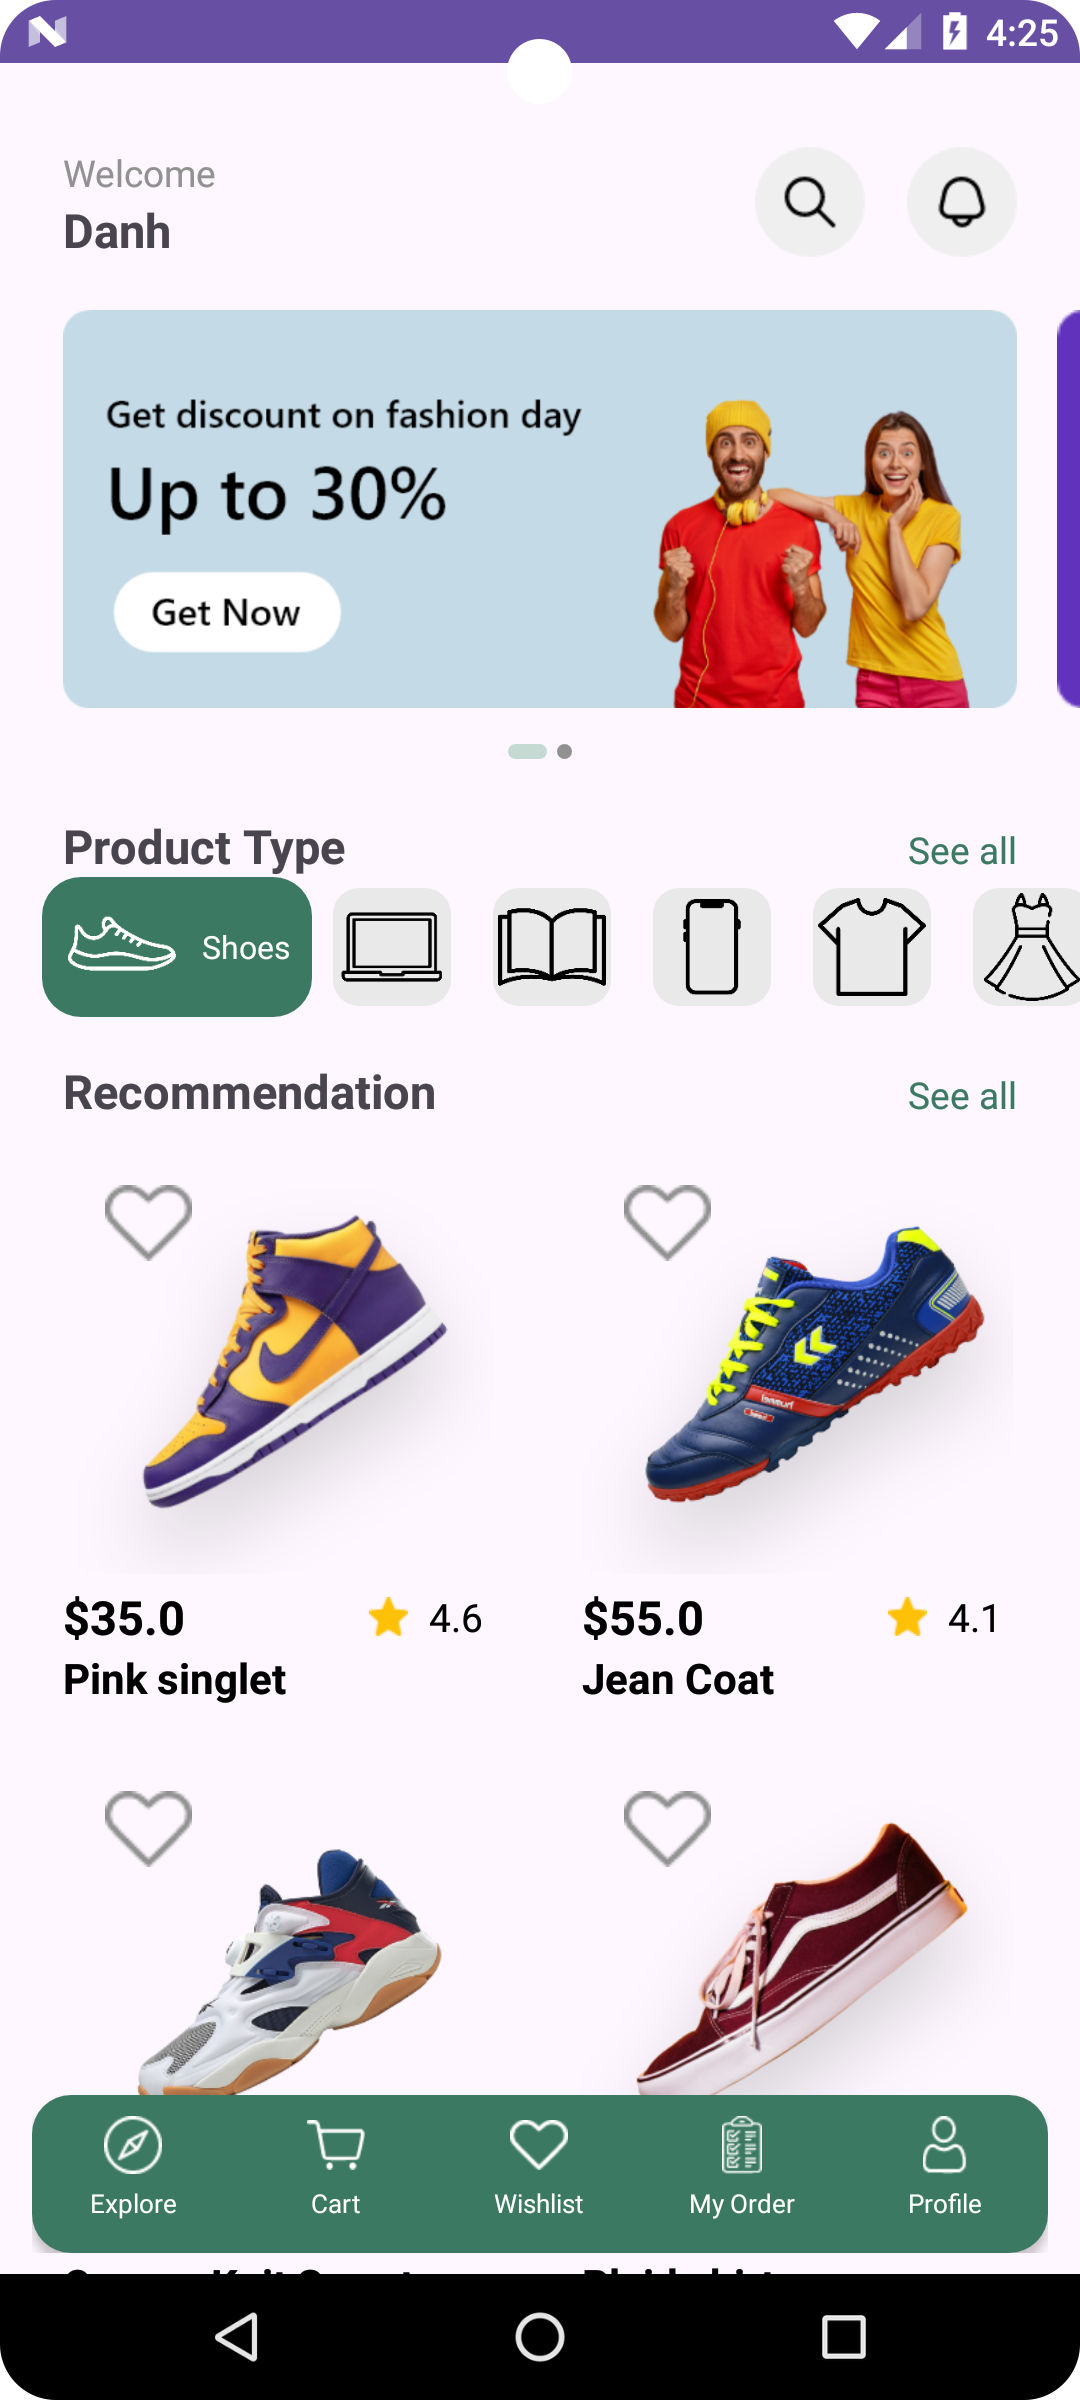 4:25
Welcome
Danh
Get discount on fashion day
Up to 30%
Get Now
Product Type
See all
Shoes
Recommendation
See all
$35.0
4.6
$55.0
4.1
Pink singlet
Jean Coat
Explore
Cart
Wishlist
My Order
Profile